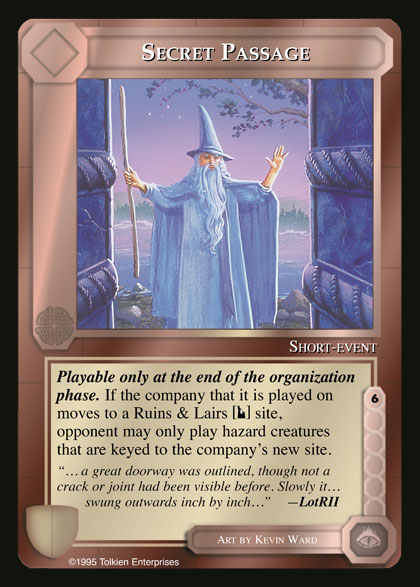 Secret Passage
Short-event
Playable only at the end of the organization
phase. If the company that it is played on
moves to a Ruins & Lairs [] site,
opponent may only play hazard creatures
that are keyed to the company's new site.
“… a great doorway was outlined, though not a
crack or joint had been visible before. Slowly it…
swung outwards inch by inch…” —LotRII
6
Art by Kevin Ward
©1995 Tolkien Enterprises